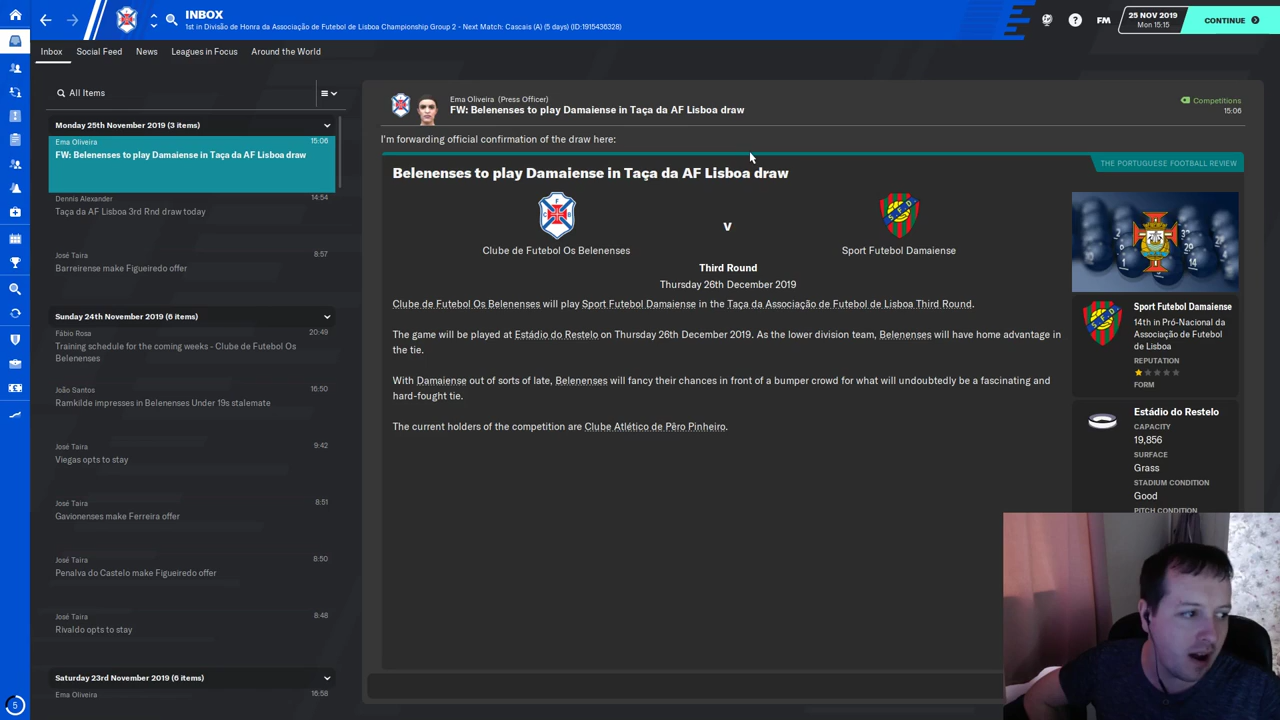 INBOX
1st in Divisão de Honra da Associação de Futebol de Lisboa Championship Group 2 - Next Match: Cascais (A) (5 days) (ID:1915436328)
FM
25 NOV 2019
Mon 15:15
CONTINUE
Inbox
Social Feed
News
Leagues in Focus
Around the World
All Items
Monday 25th November 2019 (3 items)
Ema Oliveira 15:06
FW: Belenenses to play Damaiense in Taça da AF Lisboa draw
Dennis Alexander 14:54
Taça da AF Lisboa 3rd Rnd draw today
José Taira 8:57
Barreirense make Figueiredo offer
Sunday 24th November 2019 (6 items)
Fábio Rosa 20:49
Training schedule for the coming weeks - Clube de Futebol Os
Belenenses
João Santos 16:50
Ramkilde impresses in Belenenses Under 19s stalemate
José Taira 9:42
Viegas opts to stay
José Taira 8:51
Gavionenses make Ferreira offer
José Taira 8:50
Penalva do Castelo make Figueiredo offer
José Taira 8:48
Rivaldo opts to stay
Saturday 23rd November 2019 (6 items)
Ema Oliveira 16:58
5
Ema Oliveira (Press Officer)
FW: Belenenses to play Damaiense in Taça da AF Lisboa draw
Competitions
15:06
I'm forwarding official confirmation of the draw here:
THE PORTUGUESE FOOTBALL REVIEW
Belenenses to play Damaiense in Taça da AF Lisboa draw
v
Clube de Futebol Os Belenenses
Sport Futebol Damaiense
Third Round
Thursday 26th December 2019
Clube de Futebol Os Belenenses will play Sport Futebol Damaiense in the Taça da Associação de Futebol de Lisboa Third Round.
The game will be played at Estádio do Restelo on Thursday 26th December 2019. As the lower division team, Belenenses will have home advantage in
the tie.
With Damaiense out of sorts of late, Belenenses will fancy their chances in front of a bumper crowd for what will undoubtedly be a fascinating and
hard-fought tie.
The current holders of the competition are Clube Atlético de Pêro Pinheiro.
Sport Futebol Damaiense
14th in Pró-Nacional da
Associação de Futebol
de Lisboa
REPUTATION
FORM
Estádio do Restelo
CAPACITY
19,856
SURFACE
Grass
STADIUM CONDITION
Good
PITCH CONDITION